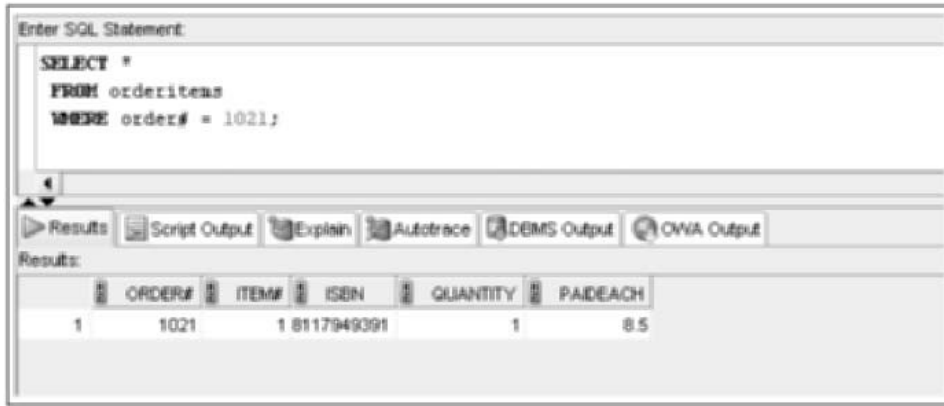 Enter SQL Statement:
SELECT *
FROM orderitems
WHERE order# = 1021;
Results Script Output Explain Autotrace DBMS Output OWA Output
Results:
ORDER# ITEM# ISBN QUANTITY PAIDEACH
1 1021 1 8117949391 1 8.5